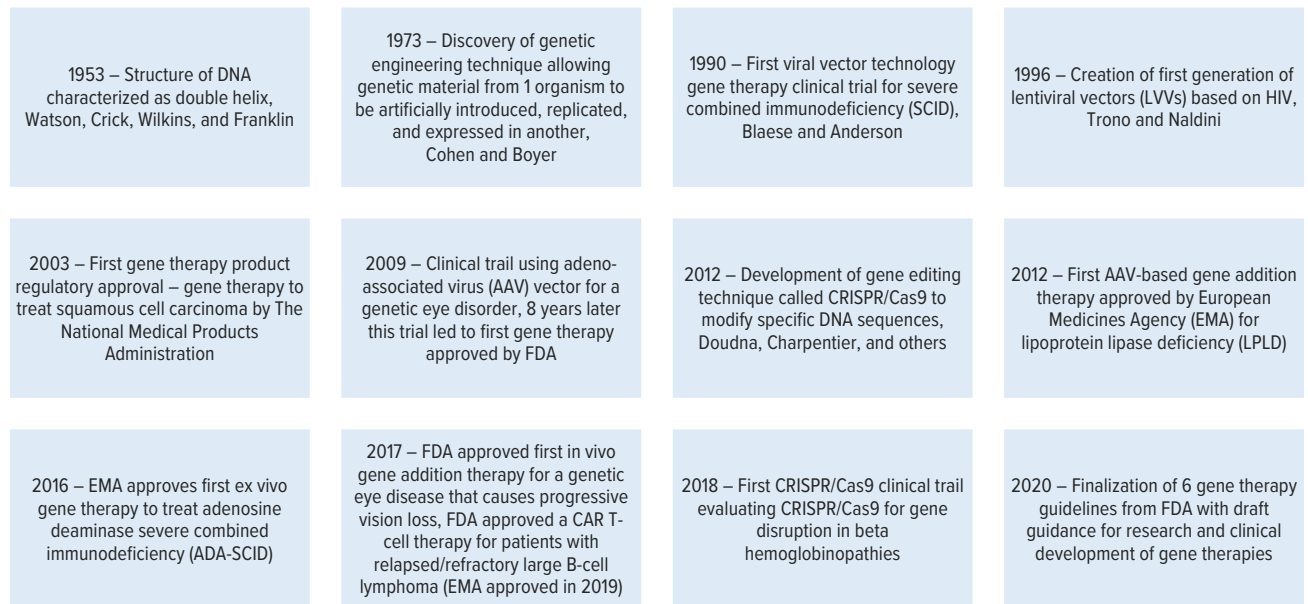 1953 – Structure of DNA
characterized as double helix,
Watson, Crick, Wilkins, and Franklin
1973 – Discovery of genetic
engineering technique allowing
genetic material from 1 organism to
be artificially introduced, replicated,
and expressed in another,
Cohen and Boyer
1990 – First viral vector technology
gene therapy clinical trial for severe
combined immunodeficiency (SCID),
Blaese and Anderson
1996 – Creation of first generation of
lentiviral vectors (LVVs) based on HIV,
Trono and Naldini
2003 – First gene therapy product
regulatory approval – gene therapy to
treat squamous cell carcinoma by The
National Medical Products
Administration
2009 – Clinical trail using adeno-
associated virus (AAV) vector for a
genetic eye disorder, 8 years later
this trial led to first gene therapy
approved by FDA
2012 – Development of gene editing
technique called CRISPR/Cas9 to
modify specific DNA sequences,
Doudna, Charpentier, and others
2012 – First AAV-based gene addition
therapy approved by European
Medicines Agency (EMA) for
lipoprotein lipase deficiency (LPLD)
2016 – EMA approves first ex vivo
gene therapy to treat adenosine
deaminase severe combined
immunodeficiency (ADA-SCID)
2017 – FDA approved first in vivo
gene addition therapy for a genetic
eye disease that causes progressive
vision loss, FDA approved a CAR T-
cell therapy for patients with
relapsed/refractory large B-cell
lymphoma (EMA approved in 2019)
2018 – First CRISPR/Cas9 clinical trail
evaluating CRISPR/Cas9 for gene
disruption in beta
hemoglobinopathies
2020 – Finalization of 6 gene therapy
guidelines from FDA with draft
guidance for research and clinical
development of gene therapies